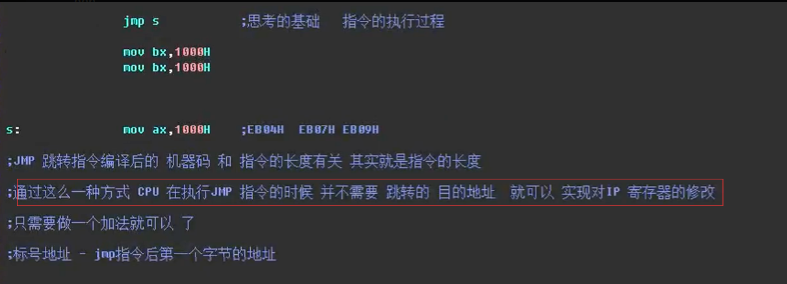 jmp s ;思考的基础 指令的执行过程
mov bx,1000H
mov bx,1000H
s: mov ax,1000H ;EB04H EB07H EB09H
;JMP 跳转指令编译后的 机器码 和 指令的长度有关 其实就是指令的长度
;通过这么一种方式 CPU 在执行JMP 指令的时候 并不需要 跳转的 目的地址 就可以 实现对IP 寄存器的修改
;只需要做一个加法就可以 了
;标号地址 - jmp指令后第一个字节的地址